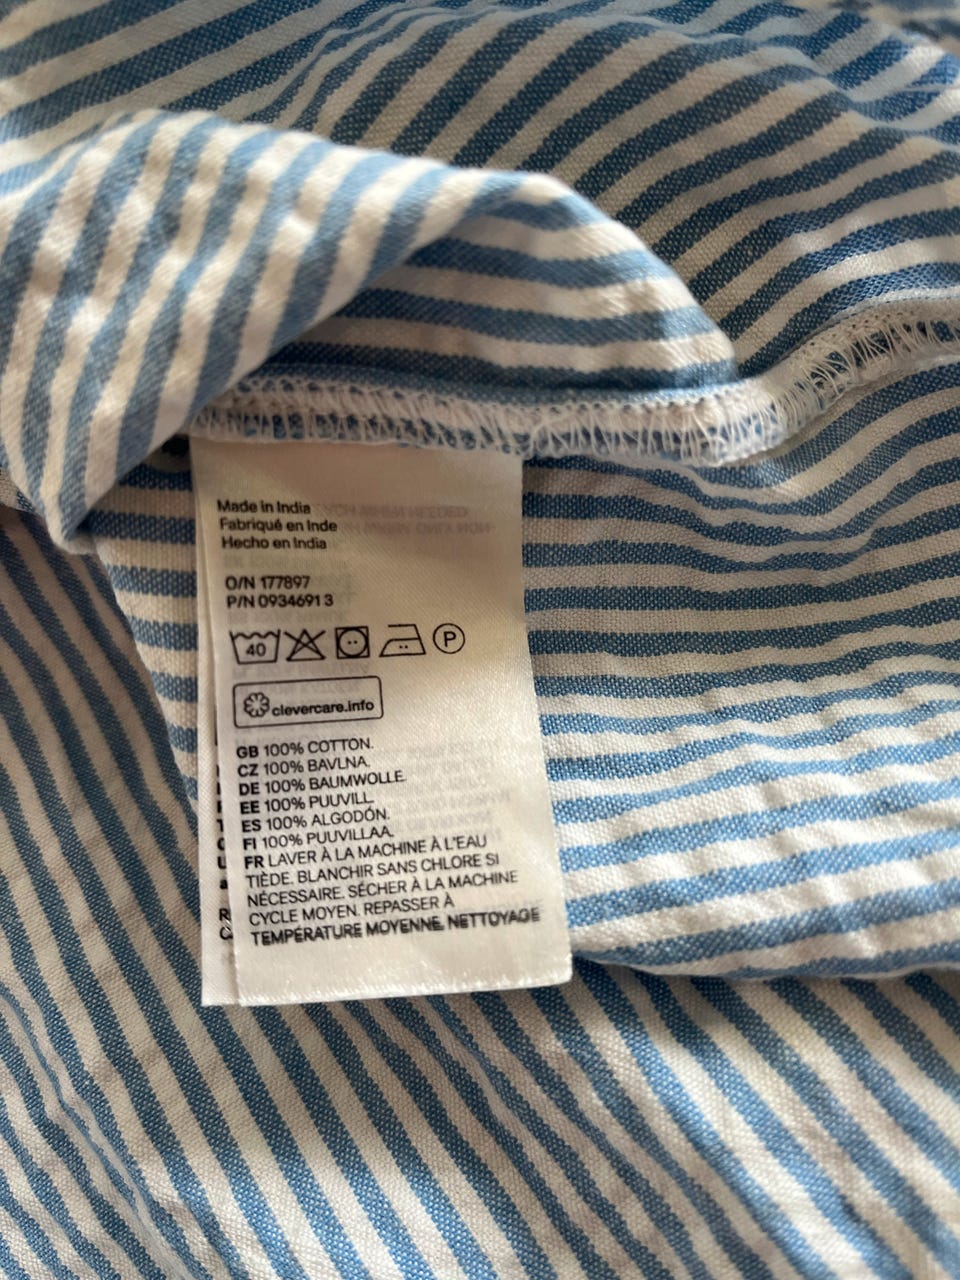 Made in India
Fabriqué en Inde
Hecho en India
O/N 177897
P/N 0934691 3
40
P
clevercare.info
GB 100% COTTON.
CZ 100% BAVLNA.
DE 100% BAUMWOLLE.
EE 100% PUUVILL.
ES 100% ALGODÓN.
FI 100% PUUVILLAA.
FR LAVER À LA MACHINE À L'EAU
TIÈDE. BLANCHIR SANS CHLORE SI
NÉCESSAIRE. SÉCHER À LA MACHINE
CYCLE MOYEN. REPASSER À
TEMPÉRATURE MOYENNE. NETTOYAGE